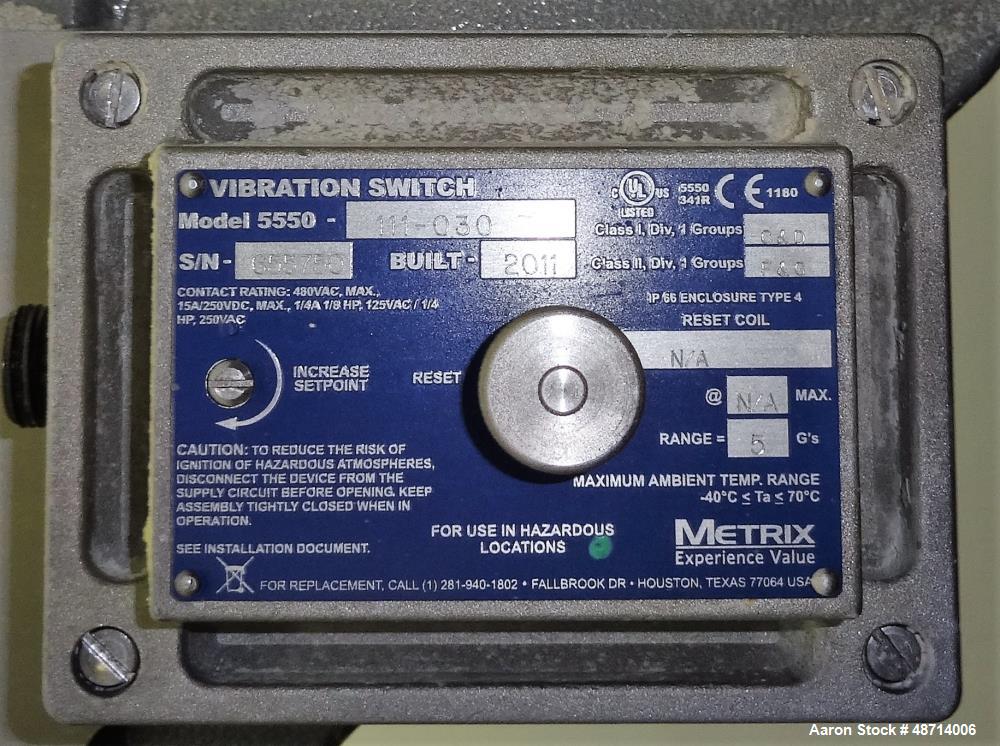 VIBRATION SWITCH
C UL US
LISTED
5550
341R
CE 1180
Model 5550 - 111-030
Class I, Div, 1 Groups C & D
S/N -
BUILT - 2011
Class II, Div, 1 Groups
CONTACT RATING: 480VAC, MAX.,
15A/250VDC, MAX., 1/4A 1/8 HP, 125VAC / 1/4
HP, 250VAC
IP 66 ENCLOSURE TYPE 4
RESET COIL
N/A
INCREASE
SETPOINT
RESET
@ N/A MAX.
RANGE = 5 G's
MAXIMUM AMBIENT TEMP. RANGE
-40°C ≤ Ta ≤ 70°C
CAUTION: TO REDUCE THE RISK OF
IGNITION OF HAZARDOUS ATMOSPHERES,
DISCONNECT THE DEVICE FROM THE
SUPPLY CIRCUIT BEFORE OPENING. KEEP
ASSEMBLY TIGHTLY CLOSED WHEN IN
OPERATION.
SEE INSTALLATION DOCUMENT.
FOR USE IN HAZARDOUS
LOCATIONS
METRIX
Experience Value
FOR REPLACEMENT, CALL (1) 281-940-1802 • FALLBROOK DR • HOUSTON, TEXAS 77064 USA
Aaron Stock # 48714006